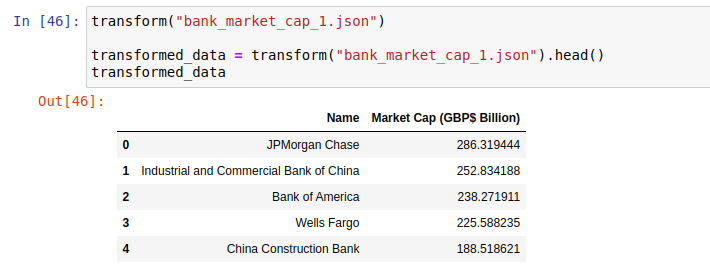 In [46]: transform("bank_market_cap_1.json")
transformed_data = transform("bank_market_cap_1.json").head()
transformed_data
Out[46]:
Name Market Cap (GBP$ Billion)
0 JPMorgan Chase 286.319444
1 Industrial and Commercial Bank of China 252.834188
2 Bank of America 238.271911
3 Wells Fargo 225.588235
4 China Construction Bank 188.518621